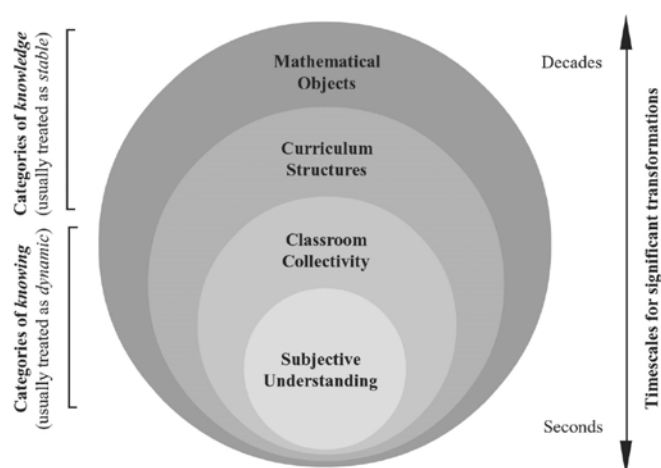 Categories of knowledge
(usually treated as stable)
Categories of knowing
(usually treated as dynamic)
Mathematical
Objects
Curriculum
Structures
Classroom
Collectivity
Subjective
Understanding
Decades
Seconds
Timescales for significant transformations